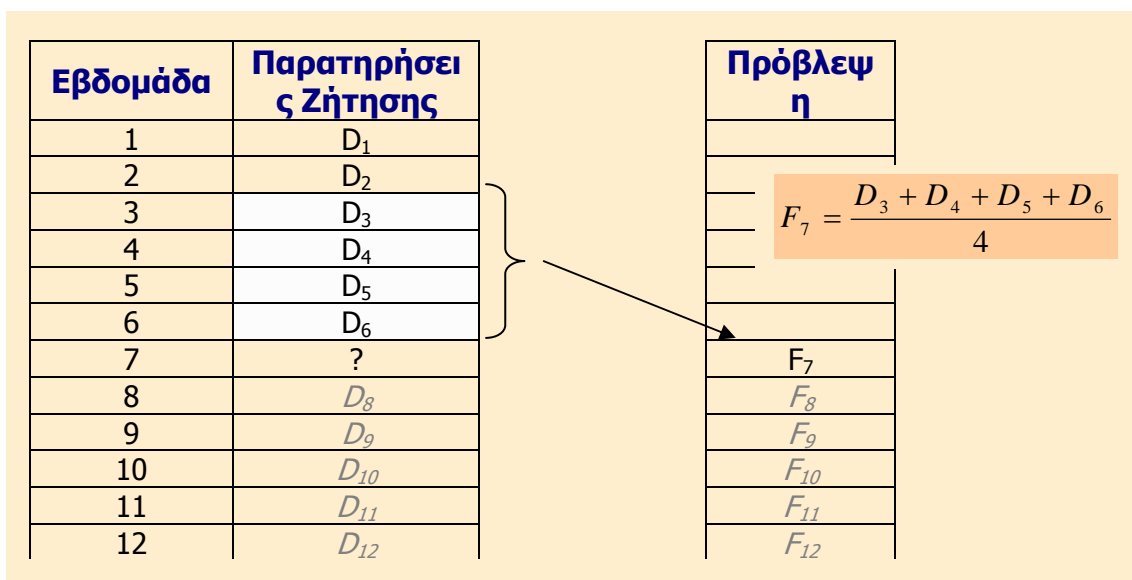 Εβδομάδα Παρατηρήσει
ς Ζήτησης Πρόβλεψ
η
1 D₁
2 D₂
3 D₃
4 D₄
5 D₅
6 D₆
7 ? F₇
8 D₈ F₈
9 D₉ F₉
10 D₁₀ F₁₀
11 D₁₁ F₁₁
12 D₁₂ F₁₂
F₇ = (D₃ + D₄ + D₅ + D₆) / 4